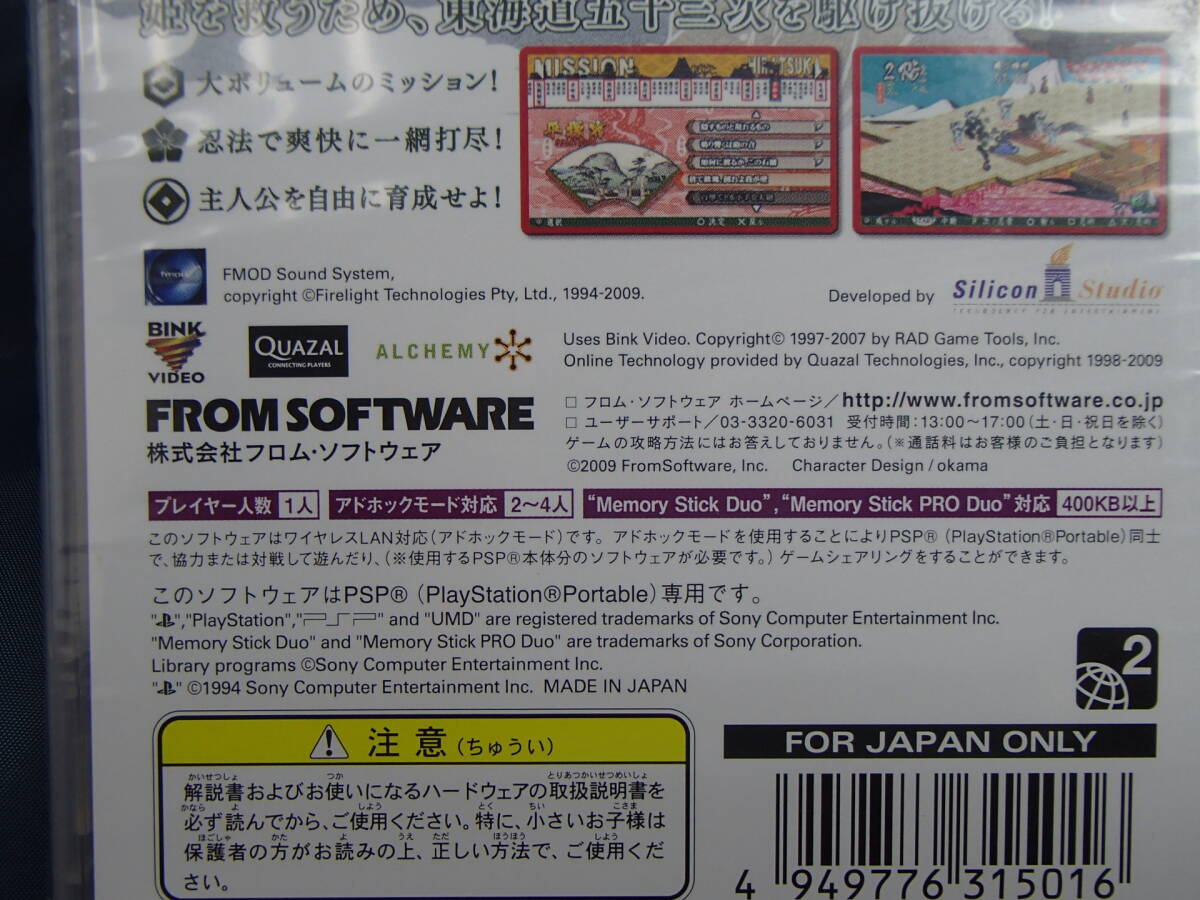 姫を救うため、東海道五十三次を駆け抜ける!
大ボリュームのミッション!
忍法で爽快に一網打尽!
主人公を自由に育成せよ!
MISSION HIRATSUKA
選択 ○決定 ×戻る
fmod
FMOD Sound System,
copyright ©Firelight Technologies Pty, Ltd., 1994-2009.
Developed by Silicon Studio
BINK VIDEO
QUAZAL
CONNECTING PLAYERS
ALCHEMY
Uses Bink Video. Copyright© 1997-2007 by RAD Game Tools, Inc.
Online Technology provided by Quazal Technologies, Inc., copyright 1998-2009
FROM SOFTWARE
株式会社フロム・ソフトウェア
□ フロム・ソフトウェア ホームページ/http://www.fromsoftware.co.jp
□ ユーザーサポート/03-3320-6031 受付時間:13:00〜17:00(土・日・祝日を除く)
ゲームの攻略方法にはお答えしておりません。(※通話料はお客様のご負担となります)
©2009 FromSoftware, Inc. Character Design / okama
プレイヤー人数 1人 アドホックモード対応 2〜4人 “Memory Stick Duo”,“Memory Stick PRO Duo”対応 400KB以上
このソフトウェアはワイヤレスLAN対応(アドホックモード)です。アドホックモードを使用することによりPSP®(PlayStation®Portable)同士
で、協力または対戦して遊んだり、(※使用するPSP®本体分のソフトウェアが必要です。)ゲームシェアリングをすることができます。
このソフトウェアはPSP®(PlayStation®Portable)専用です。
"","PlayStation","PSP" and "UMD" are registered trademarks of Sony Computer Entertainment Inc.
"Memory Stick Duo" and "Memory Stick PRO Duo" are trademarks of Sony Corporation.
Library programs ©Sony Computer Entertainment Inc.
"" ©1994 Sony Computer Entertainment Inc. MADE IN JAPAN
2
注意(ちゅうい)
解説書およびお使いになるハードウェアの取扱説明書を
必ず読んでから、ご使用ください。特に、小さいお子様は
保護者の方がお読みの上、正しい方法で、ご使用くだ
さい。
FOR JAPAN ONLY
4 949776 315016